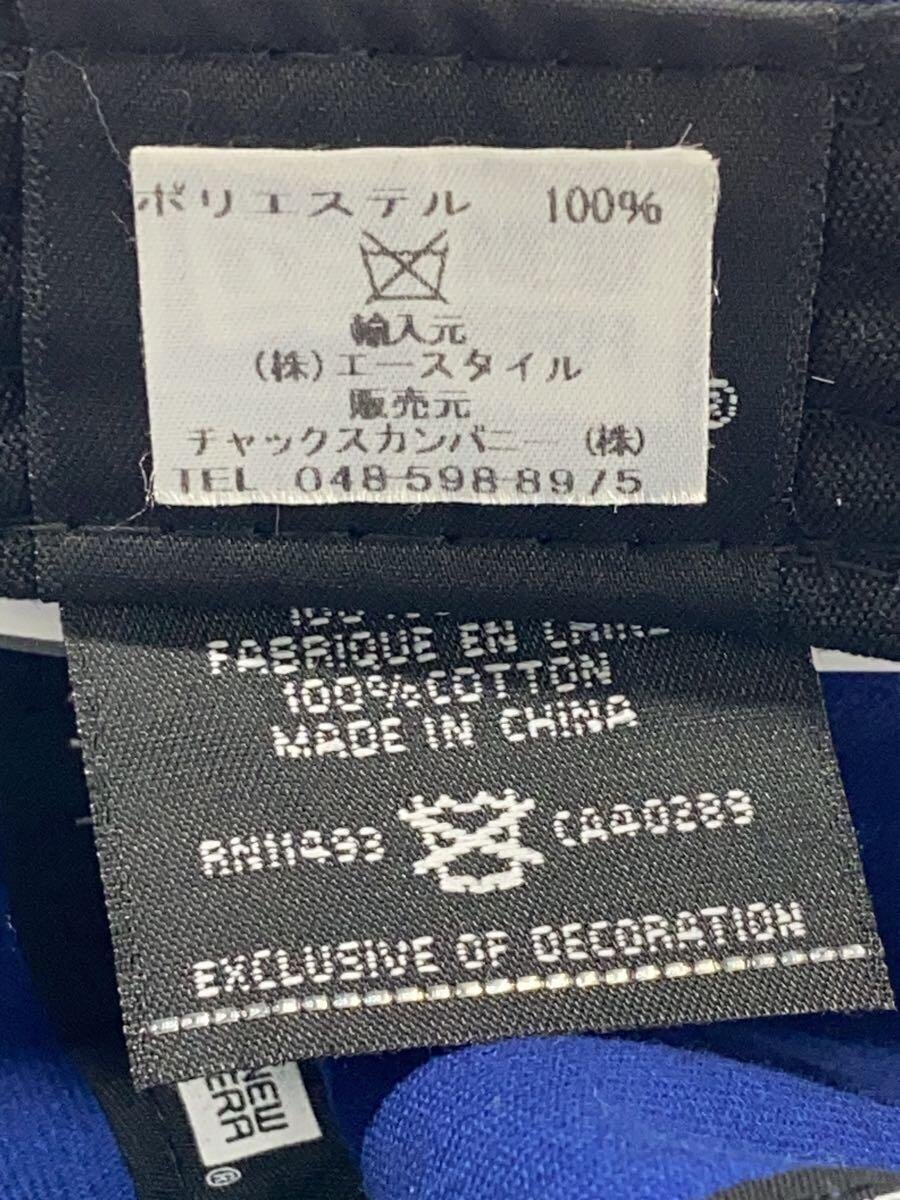 ポリエステル 100%
輸入元
(株)エースタイル
販売元
チャックスカンパニー (株)
TEL 048-598-8975
®
FABRIQUE EN CHINE
100%COTTON
MADE IN CHINA
RN11493 CA40289
EXCLUSIVE OF DECORATION
NEW
ERA
®